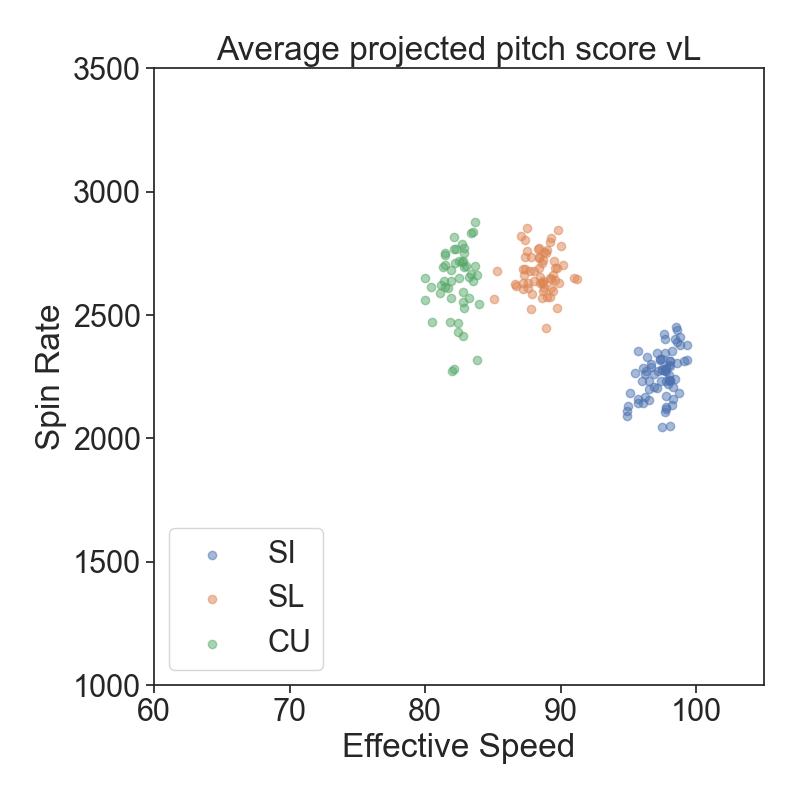 Average projected pitch score vL
3500
3000
2500
2000
1500
1000
Spin Rate
SI
SL
CU
60 70 80 90 100
Effective Speed